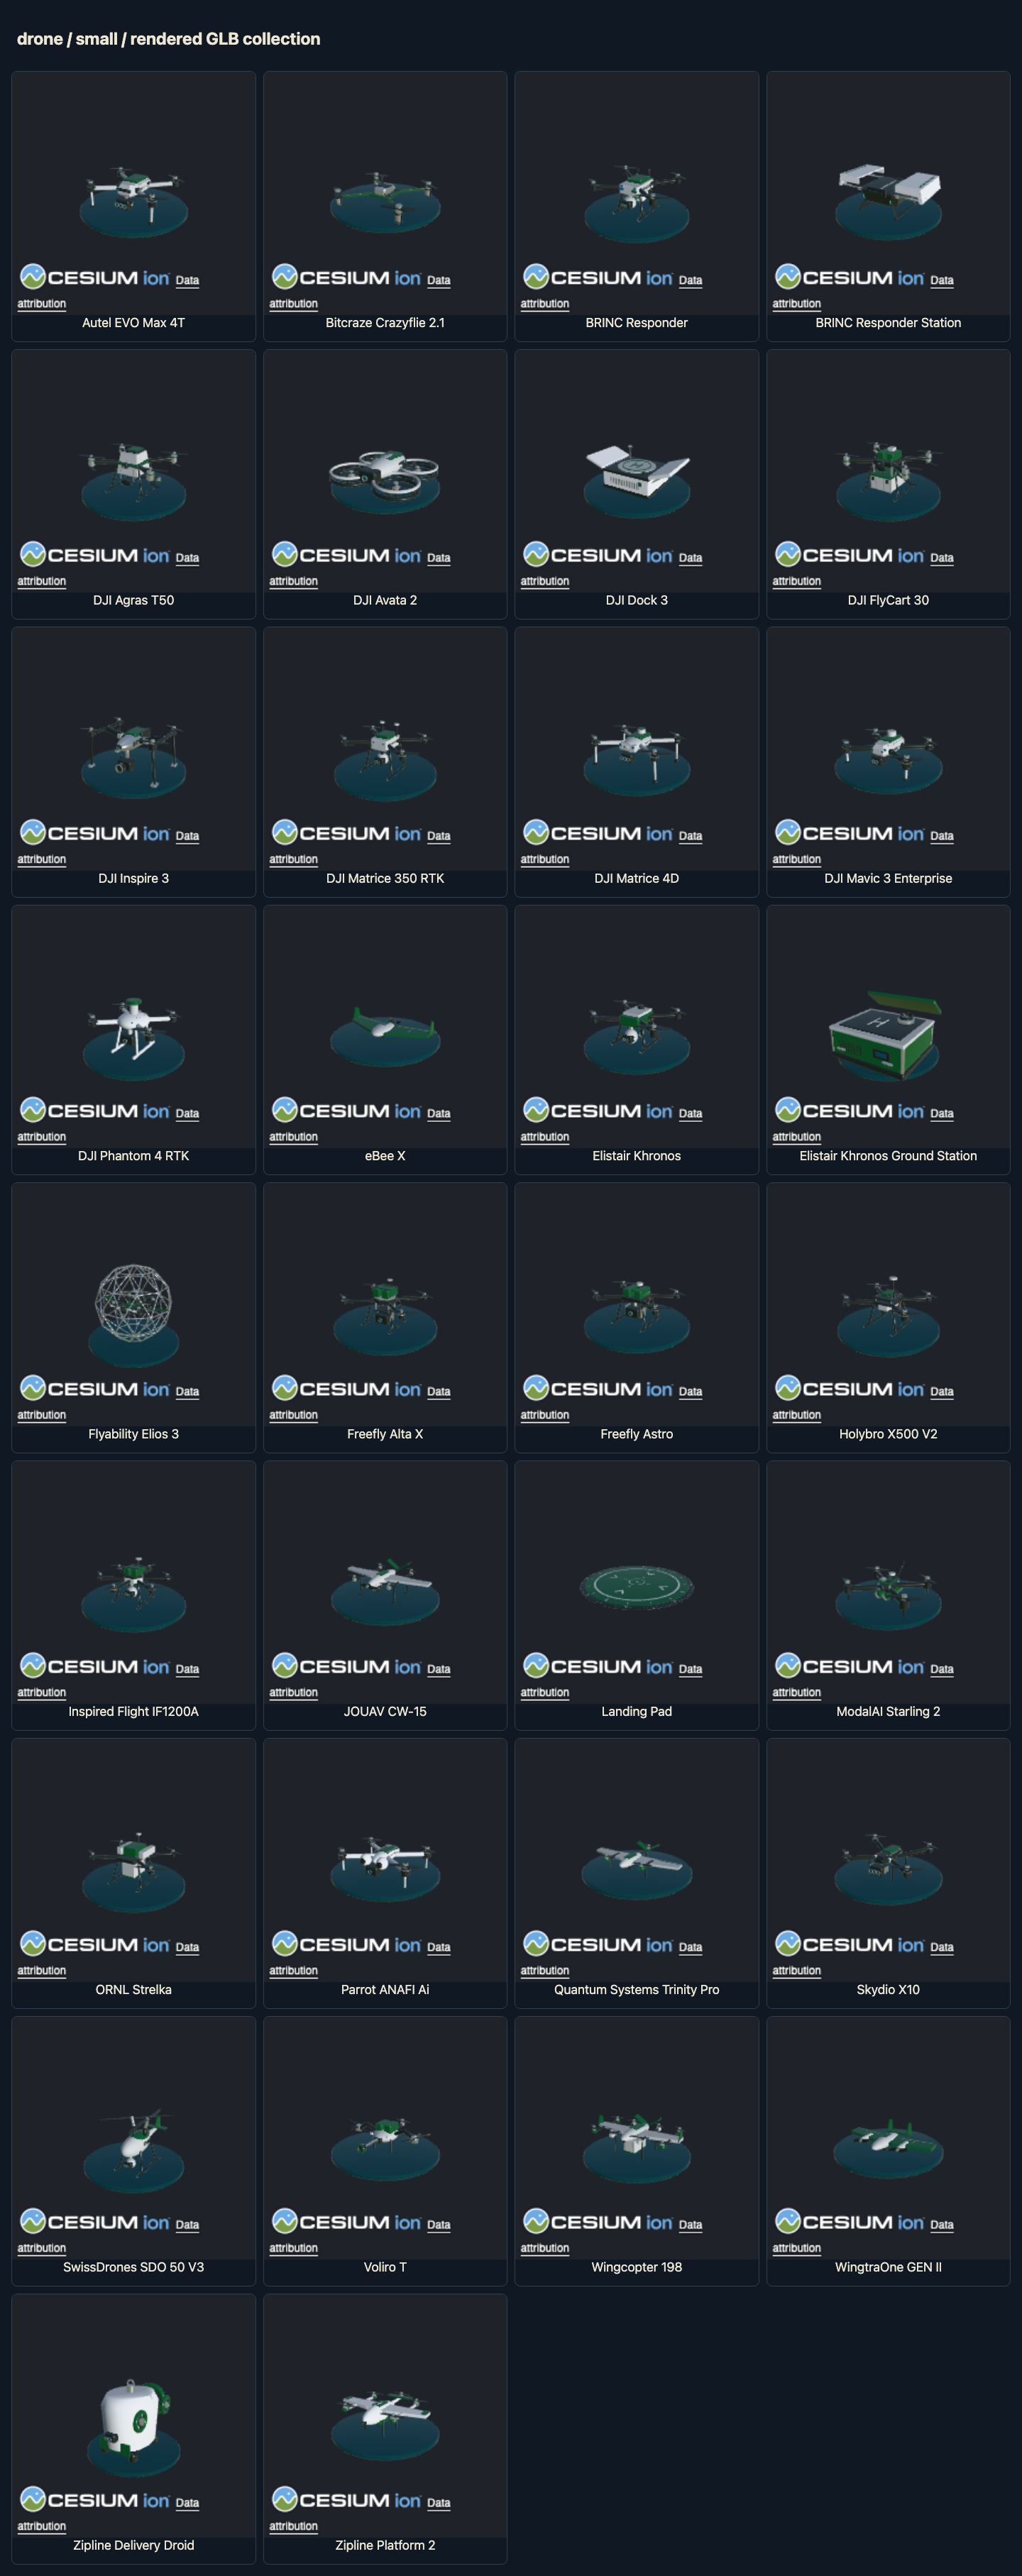 drone / small / rendered GLB collection
CESIUM ion Data
attribution
Autel EVO Max 4T
CESIUM ion Data
attribution
Bitcraze Crazyflie 2.1
CESIUM ion Data
attribution
BRINC Responder
CESIUM ion Data
attribution
BRINC Responder Station
CESIUM ion Data
attribution
DJI Agras T50
CESIUM ion Data
attribution
DJI Avata 2
H
CESIUM ion Data
attribution
DJI Dock 3
CESIUM ion Data
attribution
DJI FlyCart 30
CESIUM ion Data
attribution
DJI Inspire 3
CESIUM ion Data
attribution
DJI Matrice 350 RTK
CESIUM ion Data
attribution
DJI Matrice 4D
CESIUM ion Data
attribution
DJI Mavic 3 Enterprise
CESIUM ion Data
attribution
DJI Phantom 4 RTK
CESIUM ion Data
attribution
eBee X
CESIUM ion Data
attribution
Elistair Khronos
H
CESIUM ion Data
attribution
Elistair Khronos Ground Station
CESIUM ion Data
attribution
Flyability Elios 3
CESIUM ion Data
attribution
Freefly Alta X
CESIUM ion Data
attribution
Freefly Astro
CESIUM ion Data
attribution
Holybro X500 V2
CESIUM ion Data
attribution
Inspired Flight IF1200A
CESIUM ion Data
attribution
JOUAV CW-15
CESIUM ion Data
attribution
Landing Pad
CESIUM ion Data
attribution
ModalAI Starling 2
CESIUM ion Data
attribution
ORNL Strelka
CESIUM ion Data
attribution
Parrot ANAFI Ai
CESIUM ion Data
attribution
Quantum Systems Trinity Pro
CESIUM ion Data
attribution
Skydio X10
CESIUM ion Data
attribution
SwissDrones SDO 50 V3
CESIUM ion Data
attribution
Voliro T
CESIUM ion Data
attribution
Wingcopter 198
CESIUM ion Data
attribution
WingtraOne GEN II
CESIUM ion Data
attribution
Zipline Delivery Droid
CESIUM ion Data
attribution
Zipline Platform 2